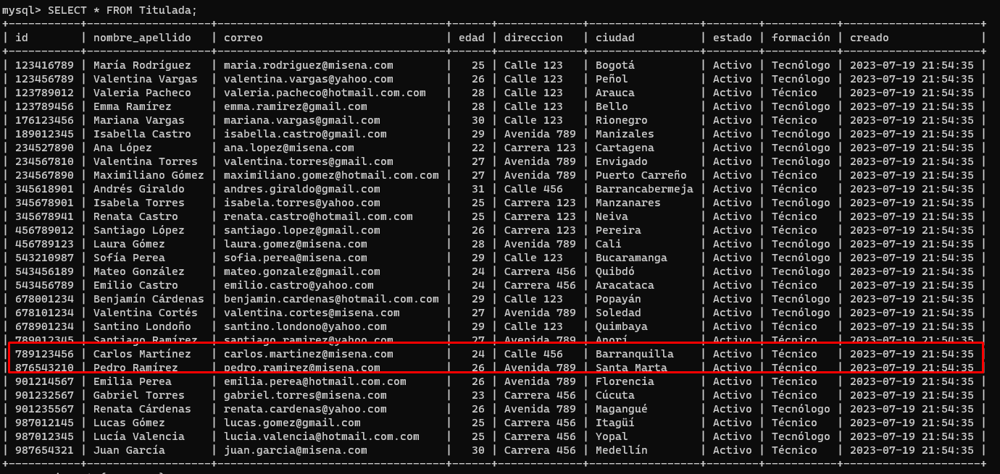 mysql> SELECT * FROM Titulada;
+-----------+--------------------+----------------------------------+------+-------------+-----------------+--------+-----------+---------------------+
| id | nombre_apellido | correo | edad | direccion | ciudad | estado | formación | creado |
+-----------+--------------------+----------------------------------+------+-------------+-----------------+--------+-----------+---------------------+
| 123416789 | María Rodríguez | maria.rodriguez@misena.com | 25 | Calle 123 | Bogotá | Activo | Tecnólogo | 2023-07-19 21:54:35 |
| 123456789 | Valentina Vargas | valentina.vargas@yahoo.com | 26 | Calle 123 | Peñol | Activo | Tecnólogo | 2023-07-19 21:54:35 |
| 123789012 | Valeria Pacheco | valeria.pacheco@hotmail.com.com | 28 | Calle 123 | Arauca | Activo | Técnico | 2023-07-19 21:54:35 |
| 123789456 | Emma Ramírez | emma.ramirez@gmail.com | 28 | Calle 123 | Bello | Activo | Tecnólogo | 2023-07-19 21:54:35 |
| 176123456 | Mariana Vargas | mariana.vargas@gmail.com | 30 | Calle 123 | Rionegro | Activo | Técnico | 2023-07-19 21:54:35 |
| 189012345 | Isabella Castro | isabella.castro@gmail.com | 29 | Avenida 789 | Manizales | Activo | Tecnólogo | 2023-07-19 21:54:35 |
| 234527890 | Ana López | ana.lopez@misena.com | 22 | Carrera 123 | Cartagena | Activo | Tecnólogo | 2023-07-19 21:54:35 |
| 234567810 | Valentina Torres | valentina.torres@gmail.com | 27 | Avenida 789 | Envigado | Activo | Tecnólogo | 2023-07-19 21:54:35 |
| 234567890 | Maximiliano Gómez | maximiliano.gomez@hotmail.com.com | 27 | Avenida 789 | Puerto Carreño | Activo | Técnico | 2023-07-19 21:54:35 |
| 345618901 | Andrés Giraldo | andres.giraldo@gmail.com | 31 | Calle 456 | Barrancabermeja | Activo | Técnico | 2023-07-19 21:54:35 |
| 345678901 | Isabela Torres | isabela.torres@yahoo.com | 25 | Carrera 123 | Manzanares | Activo | Tecnólogo | 2023-07-19 21:54:35 |
| 345678941 | Renata Castro | renata.castro@hotmail.com.com | 25 | Carrera 123 | Neiva | Activo | Técnico | 2023-07-19 21:54:35 |
| 456789012 | Santiago López | santiago.lopez@gmail.com | 26 | Carrera 123 | Pereira | Activo | Técnico | 2023-07-19 21:54:35 |
| 456789123 | Laura Gómez | laura.gomez@misena.com | 28 | Avenida 789 | Cali | Activo | Tecnólogo | 2023-07-19 21:54:35 |
| 543210987 | Sofía Perea | sofia.perea@misena.com | 29 | Calle 123 | Bucaramanga | Activo | Tecnólogo | 2023-07-19 21:54:35 |
| 543456189 | Mateo González | mateo.gonzalez@gmail.com | 24 | Carrera 456 | Quibdó | Activo | Tecnólogo | 2023-07-19 21:54:35 |
| 543456789 | Emilio Castro | emilio.castro@yahoo.com | 24 | Carrera 456 | Aracataca | Activo | Técnico | 2023-07-19 21:54:35 |
| 678001234 | Benjamín Cárdenas | benjamin.cardenas@hotmail.com.com | 29 | Calle 123 | Popayán | Activo | Tecnólogo | 2023-07-19 21:54:35 |
| 678101234 | Valentina Cortés | valentina.cortes@misena.com | 27 | Avenida 789 | Soledad | Activo | Tecnólogo | 2023-07-19 21:54:35 |
| 678901234 | Santino Londoño | santino.londono@yahoo.com | 29 | Calle 123 | Quimbaya | Activo | Técnico | 2023-07-19 21:54:35 |
| 789012345 | Santiago Ramírez | santiago.ramirez@yahoo.com | 27 | Avenida 789 | Anorí | Activo | Técnico | 2023-07-19 21:54:35 |
| 789123456 | Carlos Martínez | carlos.martinez@misena.com | 24 | Calle 456 | Barranquilla | Activo | Técnico | 2023-07-19 21:54:35 |
| 876543210 | Pedro Ramírez | pedro.ramirez@misena.com | 26 | Avenida 789 | Santa Marta | Activo | Técnico | 2023-07-19 21:54:35 |
| 901214567 | Emilia Perea | emilia.perea@hotmail.com.com | 26 | Avenida 789 | Florencia | Activo | Técnico | 2023-07-19 21:54:35 |
| 901232567 | Gabriel Torres | gabriel.torres@misena.com | 23 | Carrera 456 | Cúcuta | Activo | Técnico | 2023-07-19 21:54:35 |
| 901235567 | Renata Cárdenas | renata.cardenas@yahoo.com | 26 | Avenida 789 | Magangué | Activo | Técnico | 2023-07-19 21:54:35 |
| 987012145 | Lucas Gómez | lucas.gomez@gmail.com | 25 | Carrera 456 | Itagüí | Activo | Técnico | 2023-07-19 21:54:35 |
| 987012345 | Lucía Valencia | lucia.valencia@hotmail.com.com | 25 | Carrera 456 | Yopal | Activo | Tecnólogo | 2023-07-19 21:54:35 |
| 987654321 | Juan García | juan.garcia@misena.com | 30 | Carrera 456 | Medellín | Activo | Técnico | 2023-07-19 21:54:35 |
+-----------+--------------------+----------------------------------+------+-------------+-----------------+--------+-----------+---------------------+